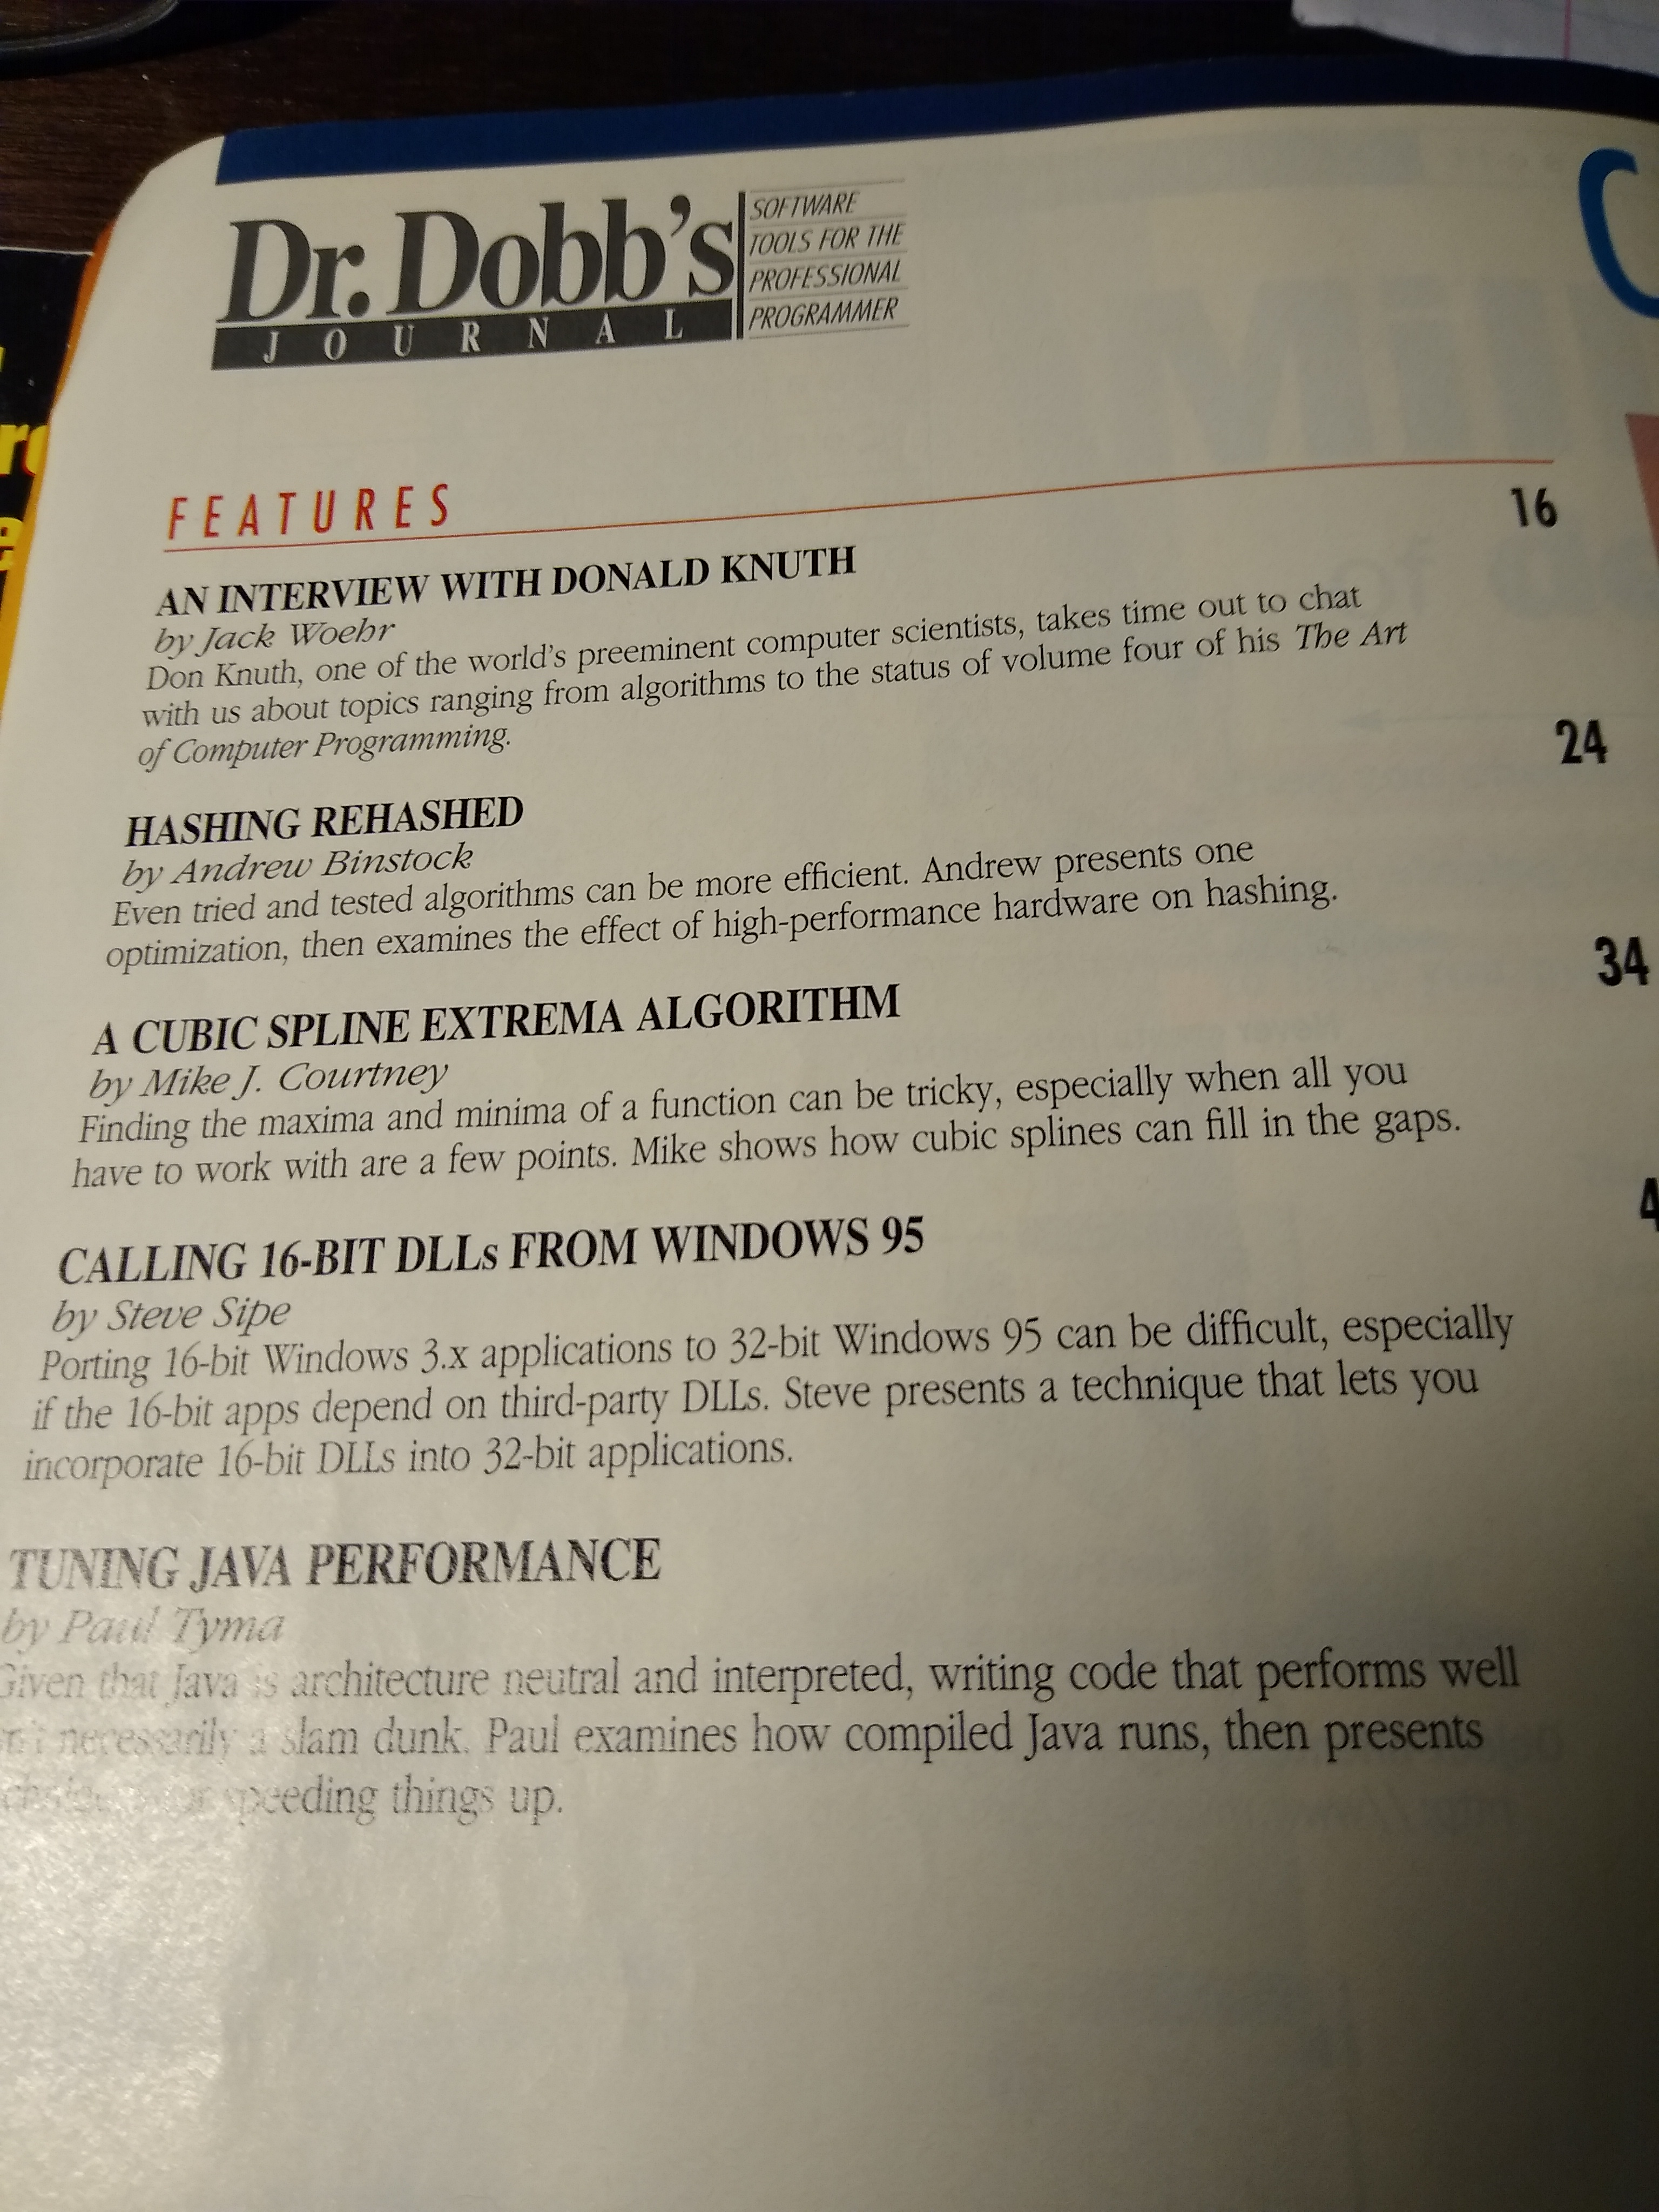 Dr. Dobb's
JOURNAL
SOFTWARE
TOOLS FOR THE
PROFESSIONAL
PROGRAMMER
FEATURES
AN INTERVIEW WITH DONALD KNUTH 16
by Jack Woehr
Don Knuth, one of the world's preeminent computer scientists, takes time out to chat
with us about topics ranging from algorithms to the status of volume four of his The Art
of Computer Programming.
HASHING REHASHED 24
by Andrew Binstock
Even tried and tested algorithms can be more efficient. Andrew presents one
optimization, then examines the effect of high-performance hardware on hashing.
A CUBIC SPLINE EXTREMA ALGORITHM 34
by Mike J. Courtney
Finding the maxima and minima of a function can be tricky, especially when all you
have to work with are a few points. Mike shows how cubic splines can fill in the gaps.
CALLING 16-BIT DLLs FROM WINDOWS 95 4
by Steve Sipe
Porting 16-bit Windows 3.x applications to 32-bit Windows 95 can be difficult, especially
if the 16-bit apps depend on third-party DLLs. Steve presents a technique that lets you
incorporate 16-bit DLLs into 32-bit applications.
TUNING JAVA PERFORMANCE
by Paul Tyma
Given that Java is architecture neutral and interpreted, writing code that performs well
necessarily a slam dunk. Paul examines how compiled Java runs, then presents
speeding things up.